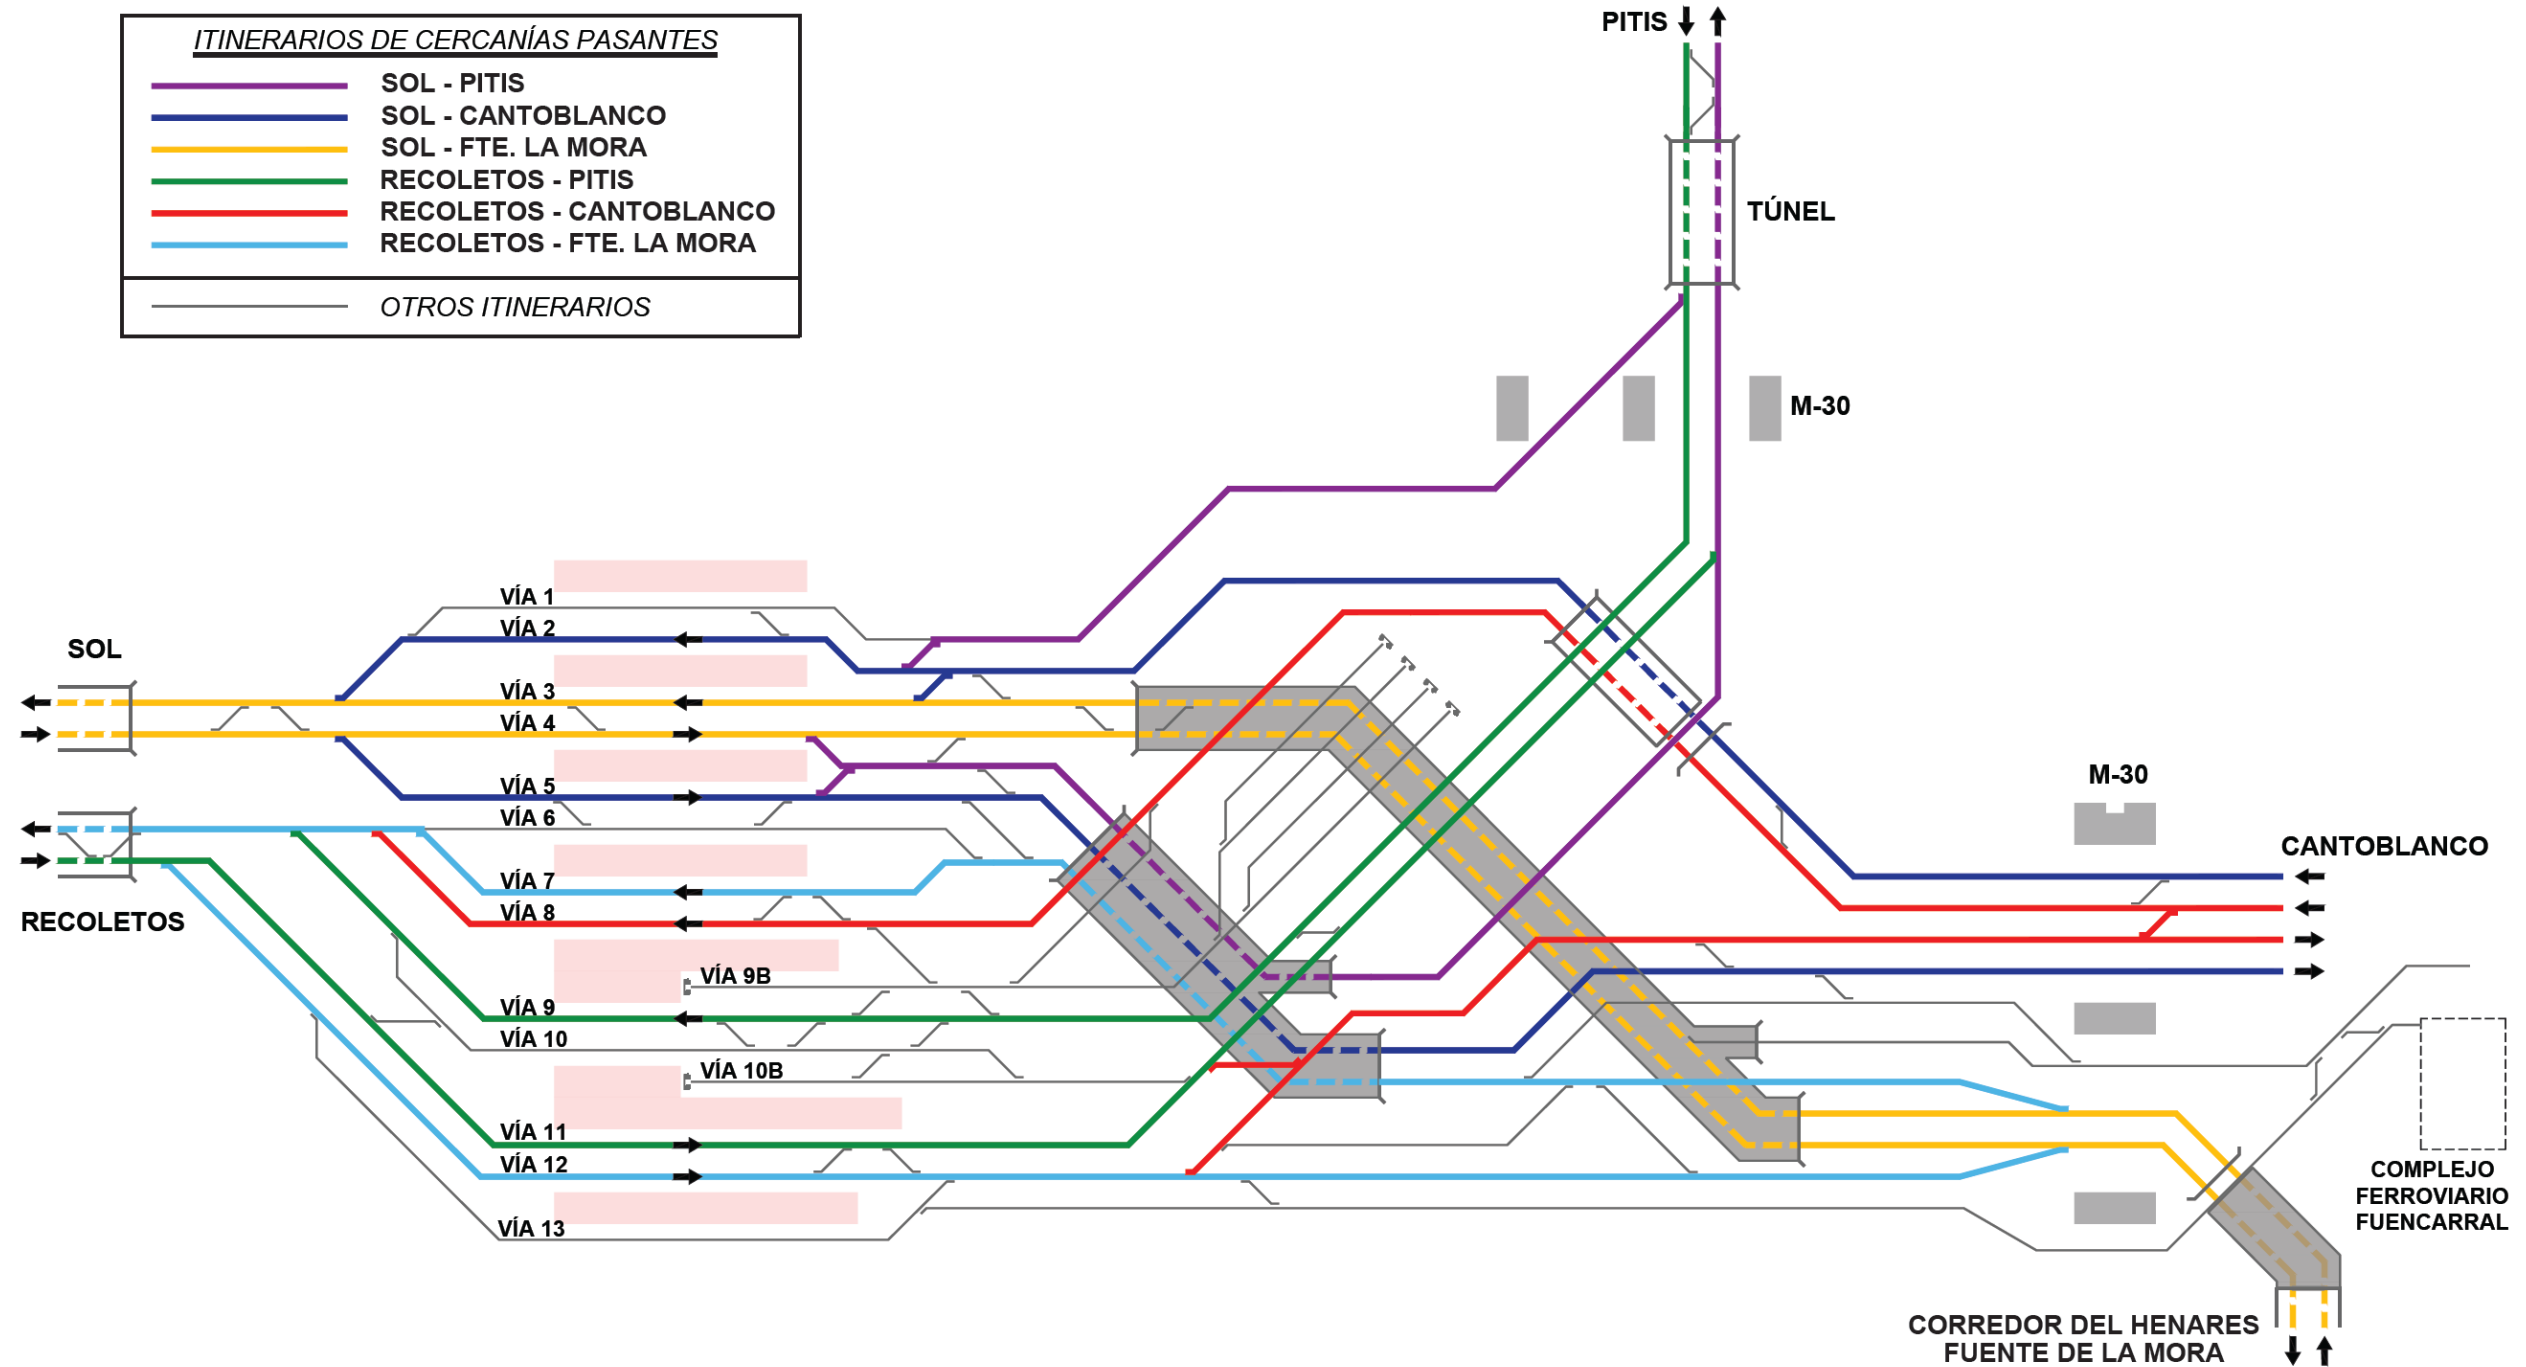 ITINERARIOS DE CERCANÍAS PASANTES
SOL - PITIS
SOL - CANTOBLANCO
SOL - FTE. LA MORA
RECOLETOS - PITIS
RECOLETOS - CANTOBLANCO
RECOLETOS - FTE. LA MORA
OTROS ITINERARIOS
PITIS
TÚNEL
M-30
VÍA 1
VÍA 2
SOL
VÍA 3
VÍA 4
M-30
VÍA 5
VÍA 6
CANTOBLANCO
VÍA 7
VÍA 8
RECOLETOS
VÍA 9B
VÍA 9
VÍA 10
VÍA 10B
VÍA 11
VÍA 12
COMPLEJO
FERROVIARIO
FUENCARRAL
VÍA 13
CORREDOR DEL HENARES
FUENTE DE LA MORA